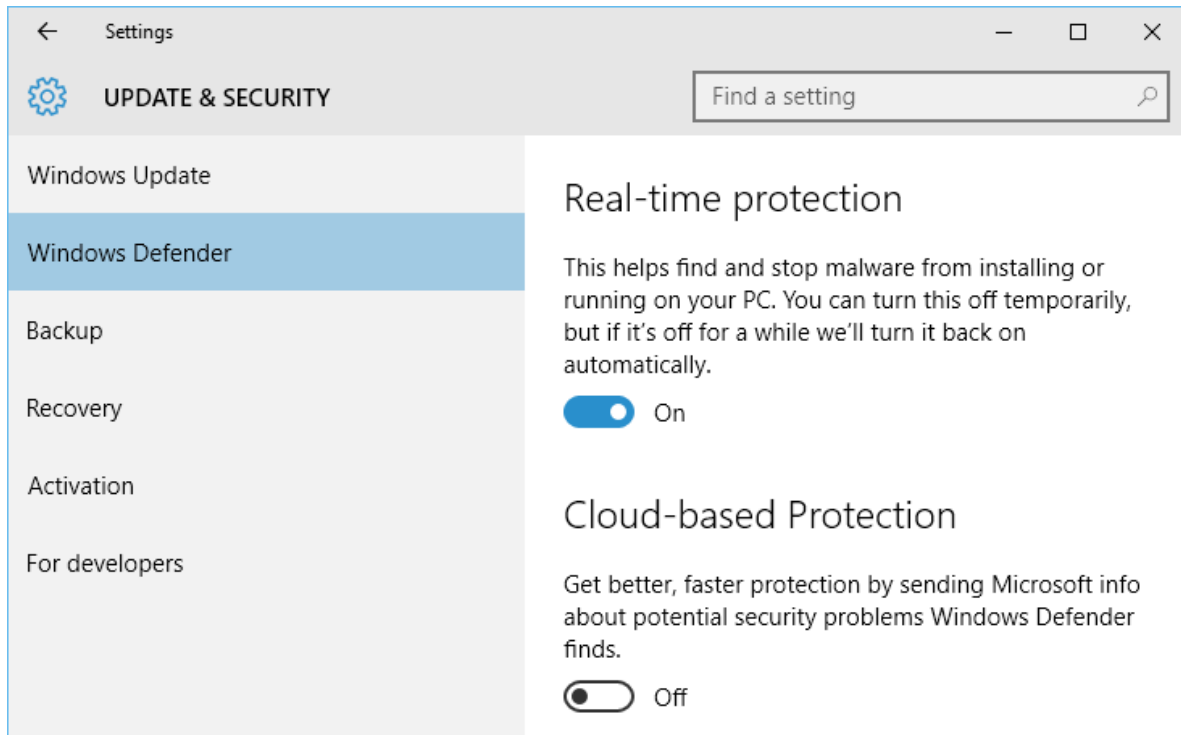 Settings
UPDATE & SECURITY
Find a setting
Windows Update
Windows Defender
Backup
Recovery
Activation
For developers
Real-time protection
This helps find and stop malware from installing or
running on your PC. You can turn this off temporarily,
but if it's off for a while we'll turn it back on
automatically.
On
Cloud-based Protection
Get better, faster protection by sending Microsoft info
about potential security problems Windows Defender
finds.
Off